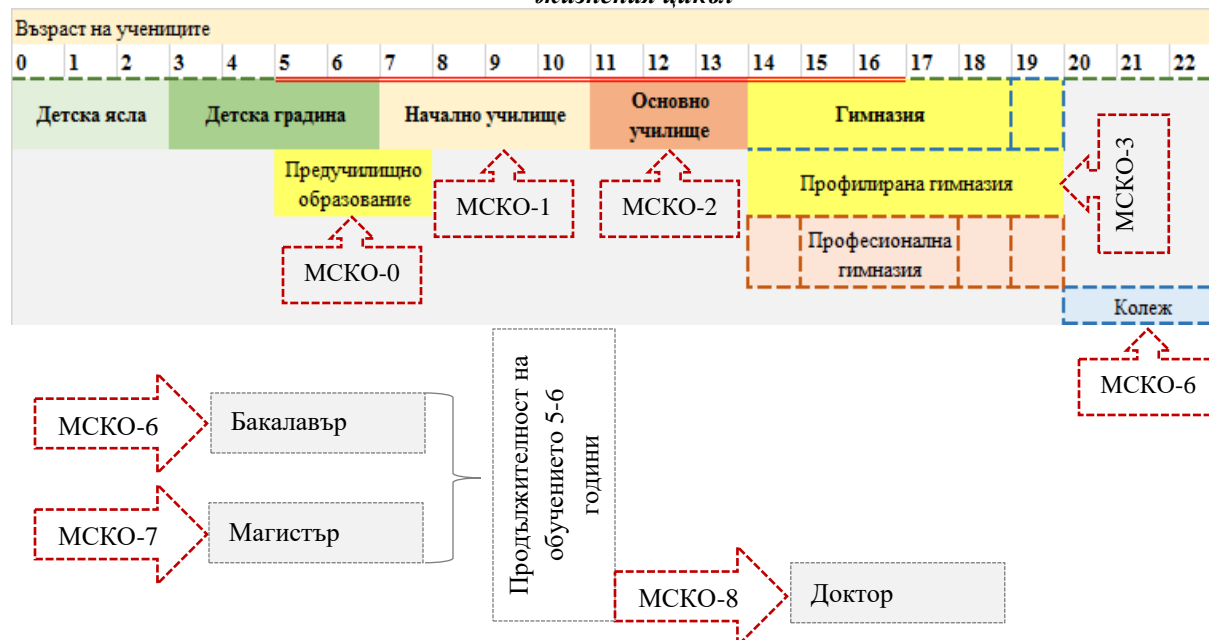 жизнения цикъл
Възраст на учениците
0 1 2 3 4 5 6 7 8 9 10 11 12 13 14 15 16 17 18 19 20 21 22
Детска ясла
Детска градина
Начално училище
Основно
училище
Гимназия
Предучилищно
образование
Профилирана гимназия
МСКО-0
МСКО-1
МСКО-2
МСКО-3
Професионална
гимназия
Колеж
МСКО-6
МСКО-6
Бакалавър
МСКО-7
Магистър
Продължителност на
обучението 5-6
години
МСКО-8
Доктор